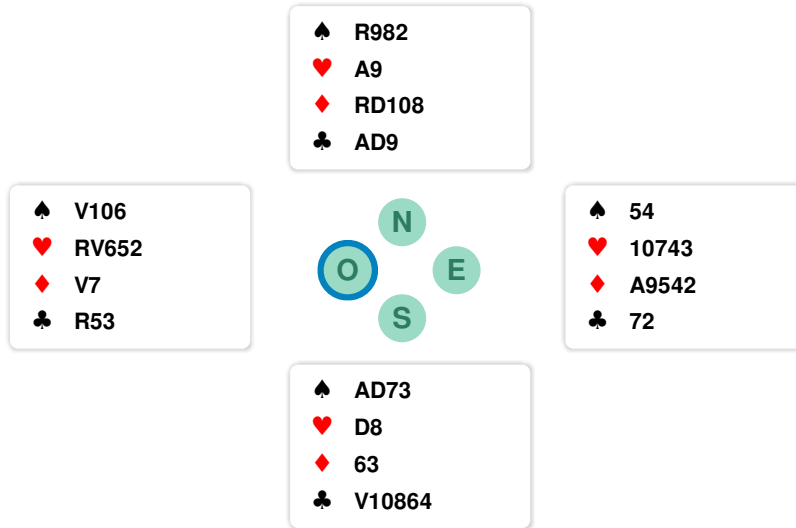 ♠ R982
♥ A9
♦ RD108
♣ AD9
♠ V106
♥ RV652
♦ V7
♣ R53
N
O
E
S
♠ 54
♥ 10743
♦ A9542
♣ 72
♠ AD73
♥ D8
♦ 63
♣ V10864